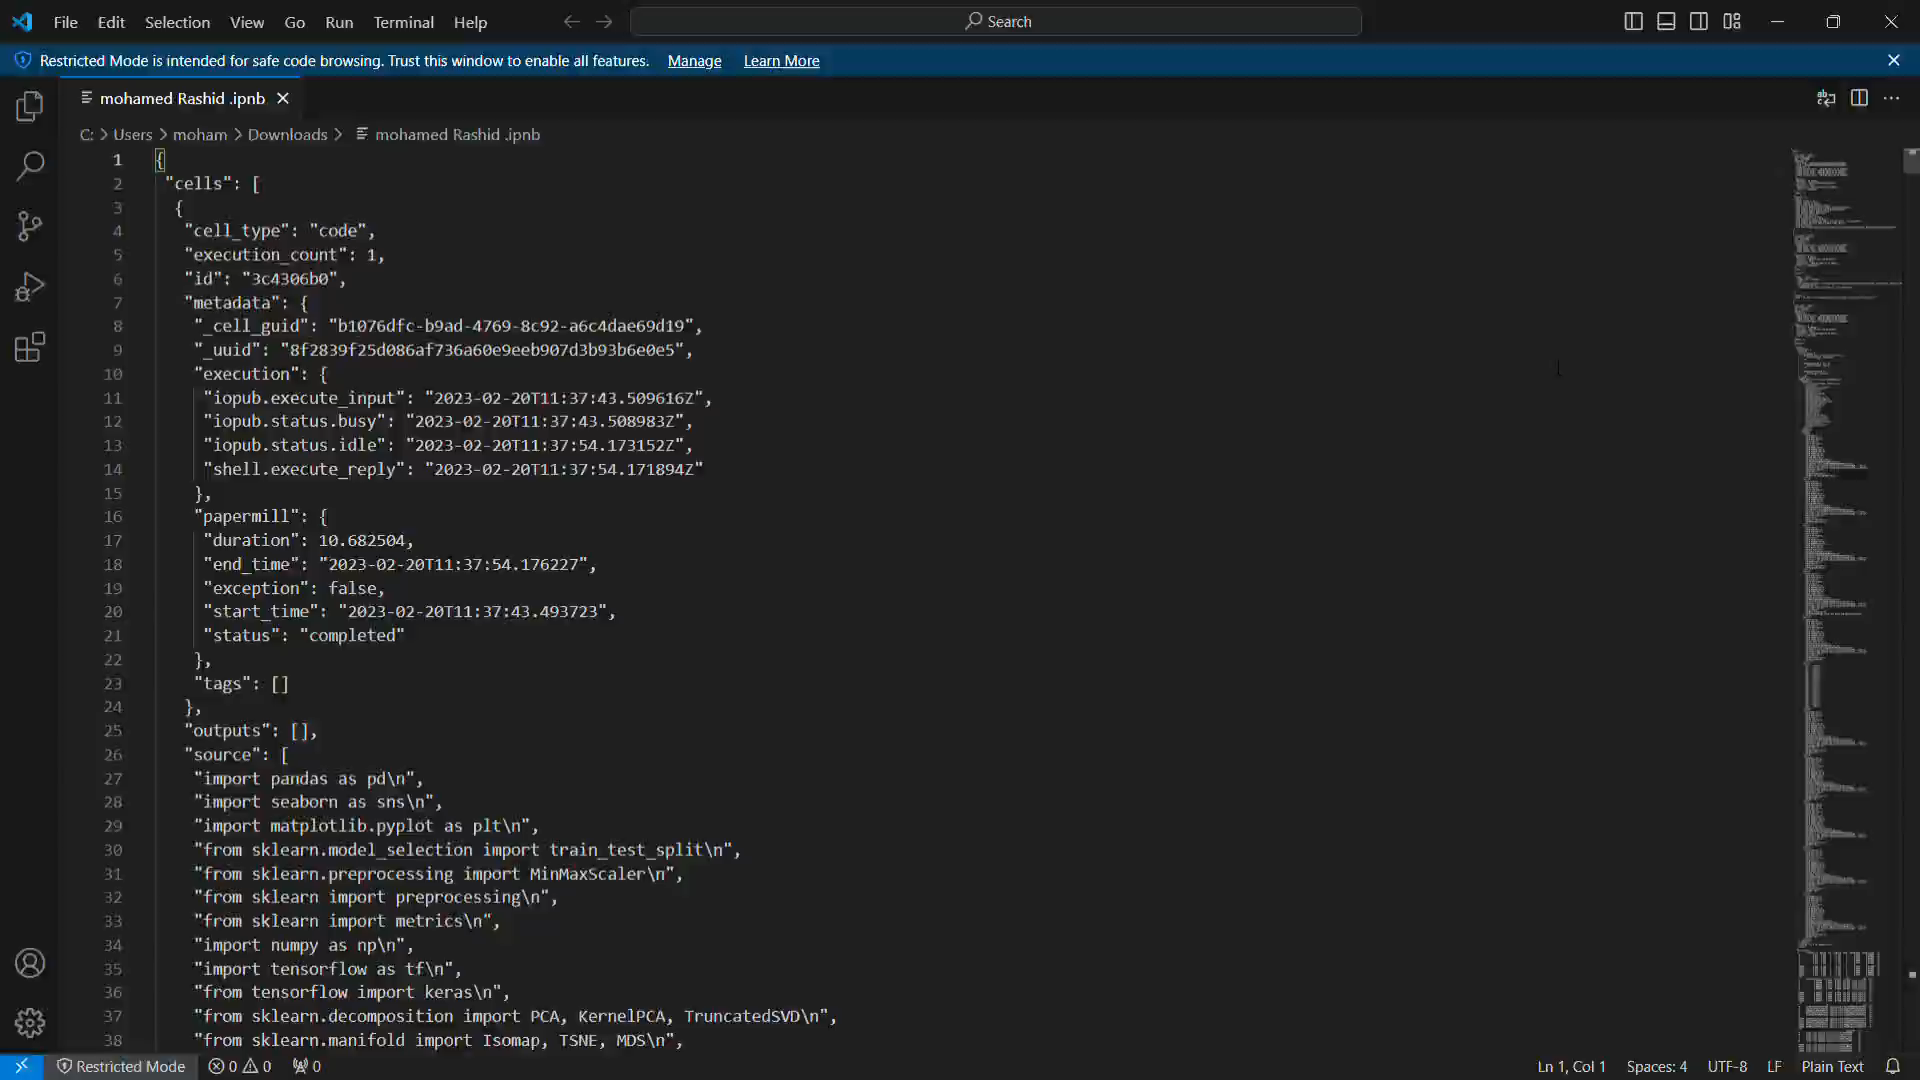 File Edit Selection View Go Run Terminal Help Search
Restricted Mode is intended for safe code browsing. Trust this window to enable all features. Manage Learn More
mohamed Rashid .ipnb
C: > Users > moham > Downloads > mohamed Rashid .ipnb
1 {
2 "cells": [
3 {
4 "cell_type": "code",
5 "execution_count": 1,
6 "id": "3c4306b0",
7 "metadata": {
8 "_cell_guid": "b1076dfc-b9ad-4769-8c92-a6c4dae69d19",
9 "_uuid": "8f2839f25d086af736a60e9eeb907d3b93b6e0e5",
10 "execution": {
11 "iopub.execute_input": "2023-02-20T11:37:43.509616Z",
12 "iopub.status.busy": "2023-02-20T11:37:43.508983Z",
13 "iopub.status.idle": "2023-02-20T11:37:54.173152Z",
14 "shell.execute_reply": "2023-02-20T11:37:54.171894Z"
15 },
16 "papermill": {
17 "duration": 10.682504,
18 "end_time": "2023-02-20T11:37:54.176227",
19 "exception": false,
20 "start_time": "2023-02-20T11:37:43.493723",
21 "status": "completed"
22 },
23 "tags": []
24 },
25 "outputs": [],
26 "source": [
27 "import pandas as pd\n",
28 "import seaborn as sns\n",
29 "import matplotlib.pyplot as plt\n",
30 "from sklearn.model_selection import train_test_split\n",
31 "from sklearn.preprocessing import MinMaxScaler\n",
32 "from sklearn import preprocessing\n",
33 "from sklearn import metrics\n",
34 "import numpy as np\n",
35 "import tensorflow as tf\n",
36 "from tensorflow import keras\n",
37 "from sklearn.decomposition import PCA, KernelPCA, TruncatedSVD\n",
38 "from sklearn.manifold import Isomap, TSNE, MDS\n",
Restricted Mode 0 0 0 Ln 1, Col 1 Spaces: 4 UTF-8 LF Plain Text